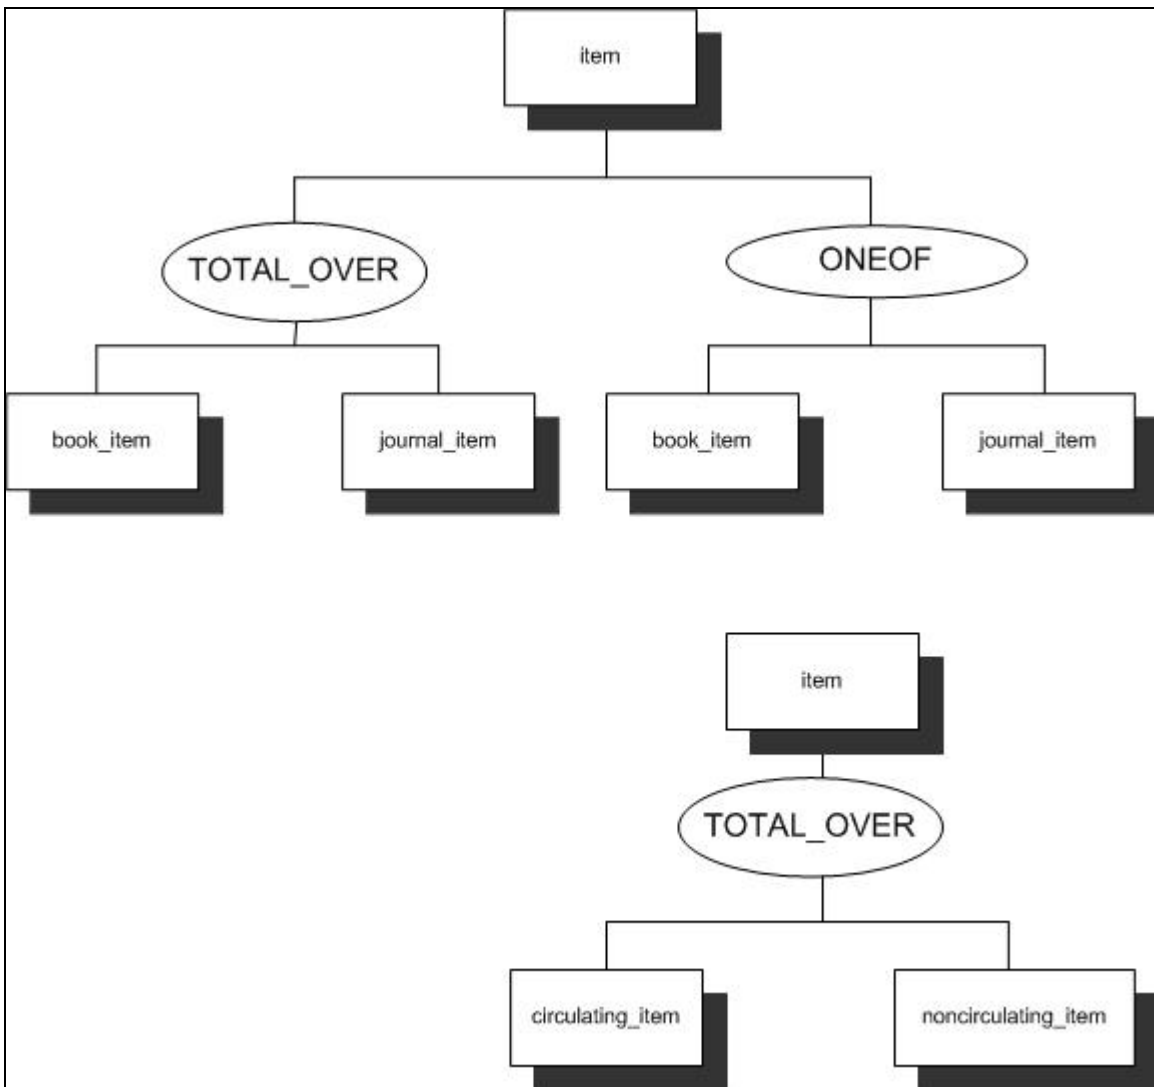 item
TOTAL_OVER
ONEOF
book_item
journal_item
book_item
journal_item
item
TOTAL_OVER
circulating_item
noncirculating_item